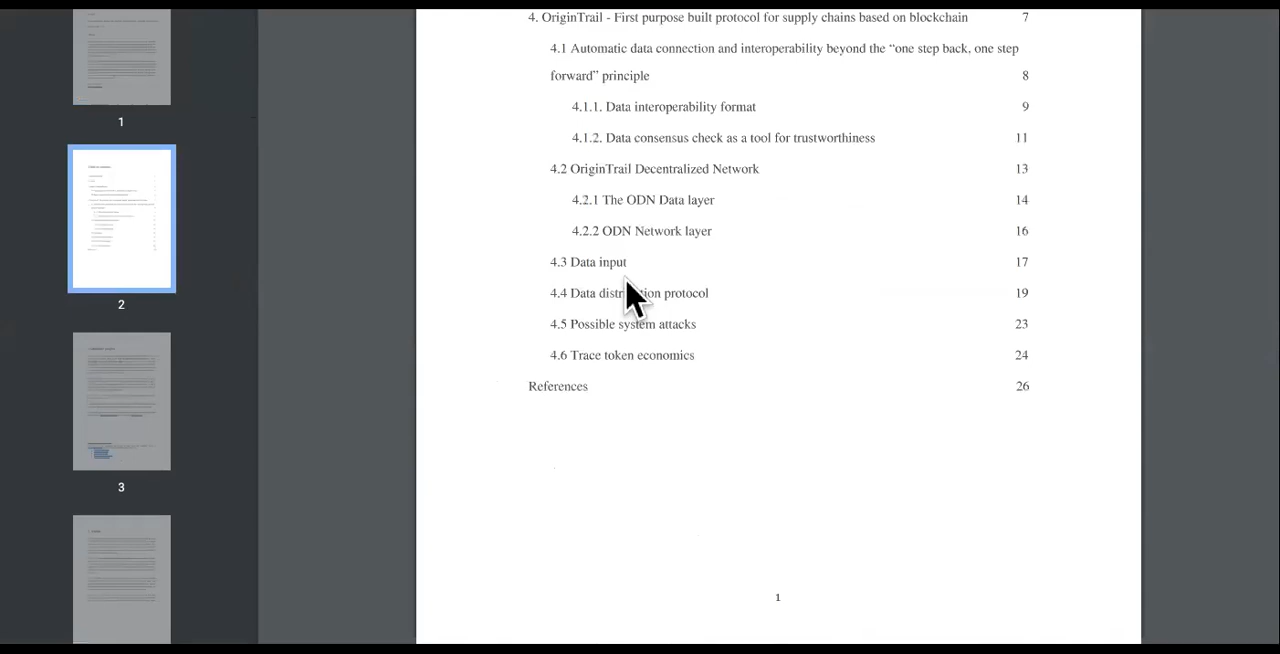 4. OriginTrail - First purpose built protocol for supply chains based on blockchain 7
4.1 Automatic data connection and interoperability beyond the “one step back, one step
forward” principle 8
4.1.1. Data interoperability format 9
4.1.2. Data consensus check as a tool for trustworthiness 11
4.2 OriginTrail Decentralized Network 13
4.2.1 The ODN Data layer 14
4.2.2 ODN Network layer 16
4.3 Data input 17
4.4 Data distribution protocol 19
4.5 Possible system attacks 23
4.6 Trace token economics 24
References 26
1
1
2
3